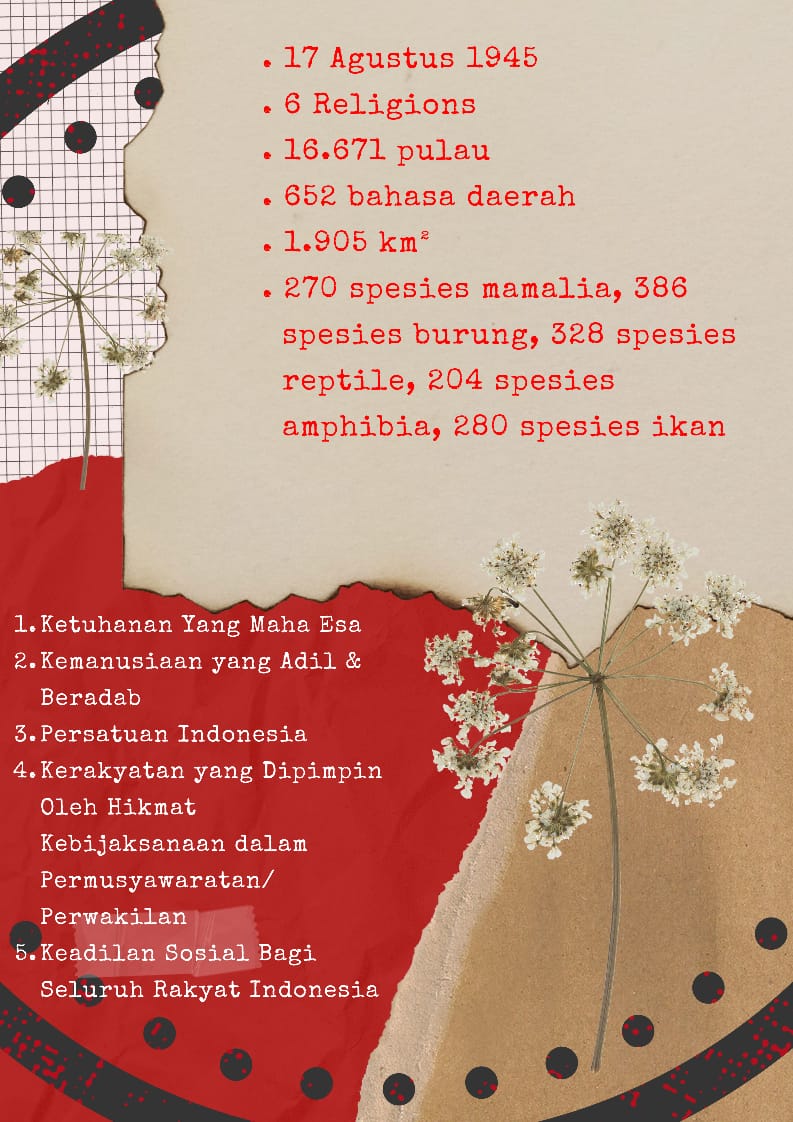 . 17 Agustus 1945
. 6 Religions
. 16.671 pulau
. 652 bahasa daerah
. 1.905 km²
. 270 spesies mamalia, 386
spesies burung, 328 spesies
reptile, 204 spesies
amphibia, 280 spesies ikan
1. Ketuhanan Yang Maha Esa
2. Kemanusiaan yang Adil &
Beradab
3. Persatuan Indonesia
4. Kerakyatan yang Dipimpin
Oleh Hikmat
Kebijaksanaan dalam
Permusyawaratan/
Perwakilan
5. Keadilan Sosial Bagi
Seluruh Rakyat Indonesia